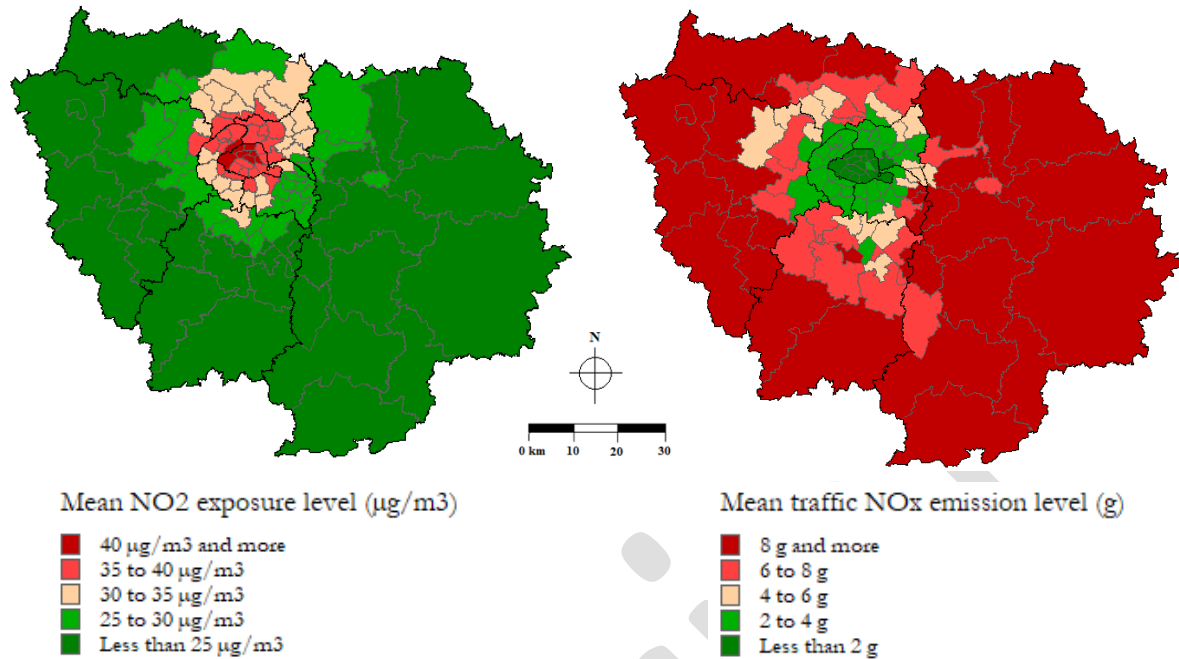 N
0 km 10 20 30
Mean NO2 exposure level (µg/m3)
40 µg/m3 and more
35 to 40 µg/m3
30 to 35 µg/m3
25 to 30 µg/m3
Less than 25 µg/m3
Mean traffic NOx emission level (g)
8 g and more
6 to 8 g
4 to 6 g
2 to 4 g
Less than 2 g